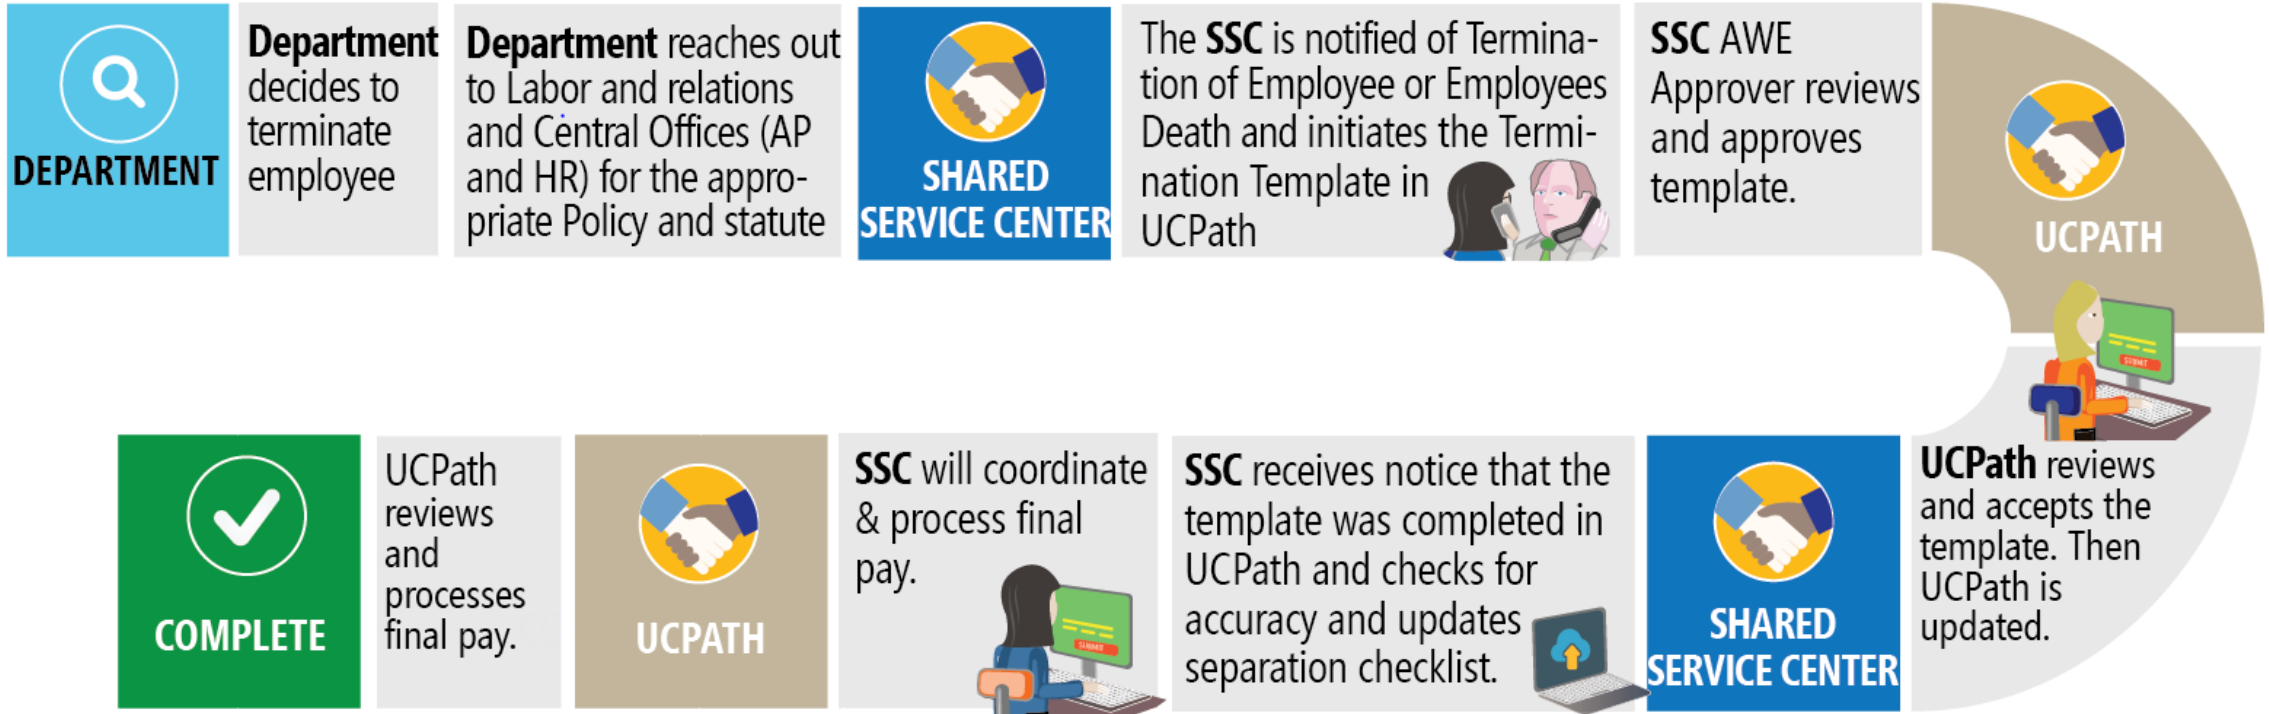 DEPARTMENT
Department
decides to
terminate
employee
Department reaches out
to Labor and relations
and Central Offices (AP
and HR) for the appro-
priate Policy and statute
SHARED
SERVICE CENTER
The SSC is notified of Termina-
tion of Employee or Employees
Death and initiates the Termi-
nation Template in
UCPath
SSC AWE
Approver reviews
and approves
template.
UCPATH
SUBMIT
UCPath reviews
and accepts the
template. Then
UCPath is
updated.
SHARED
SERVICE CENTER
SSC receives notice that the
template was completed in
UCPath and checks for
accuracy and updates
separation checklist.
SSC will coordinate
& process final
pay.
SUMMIT
UCPATH
UCPath
reviews
and
processes
final pay.
COMPLETE